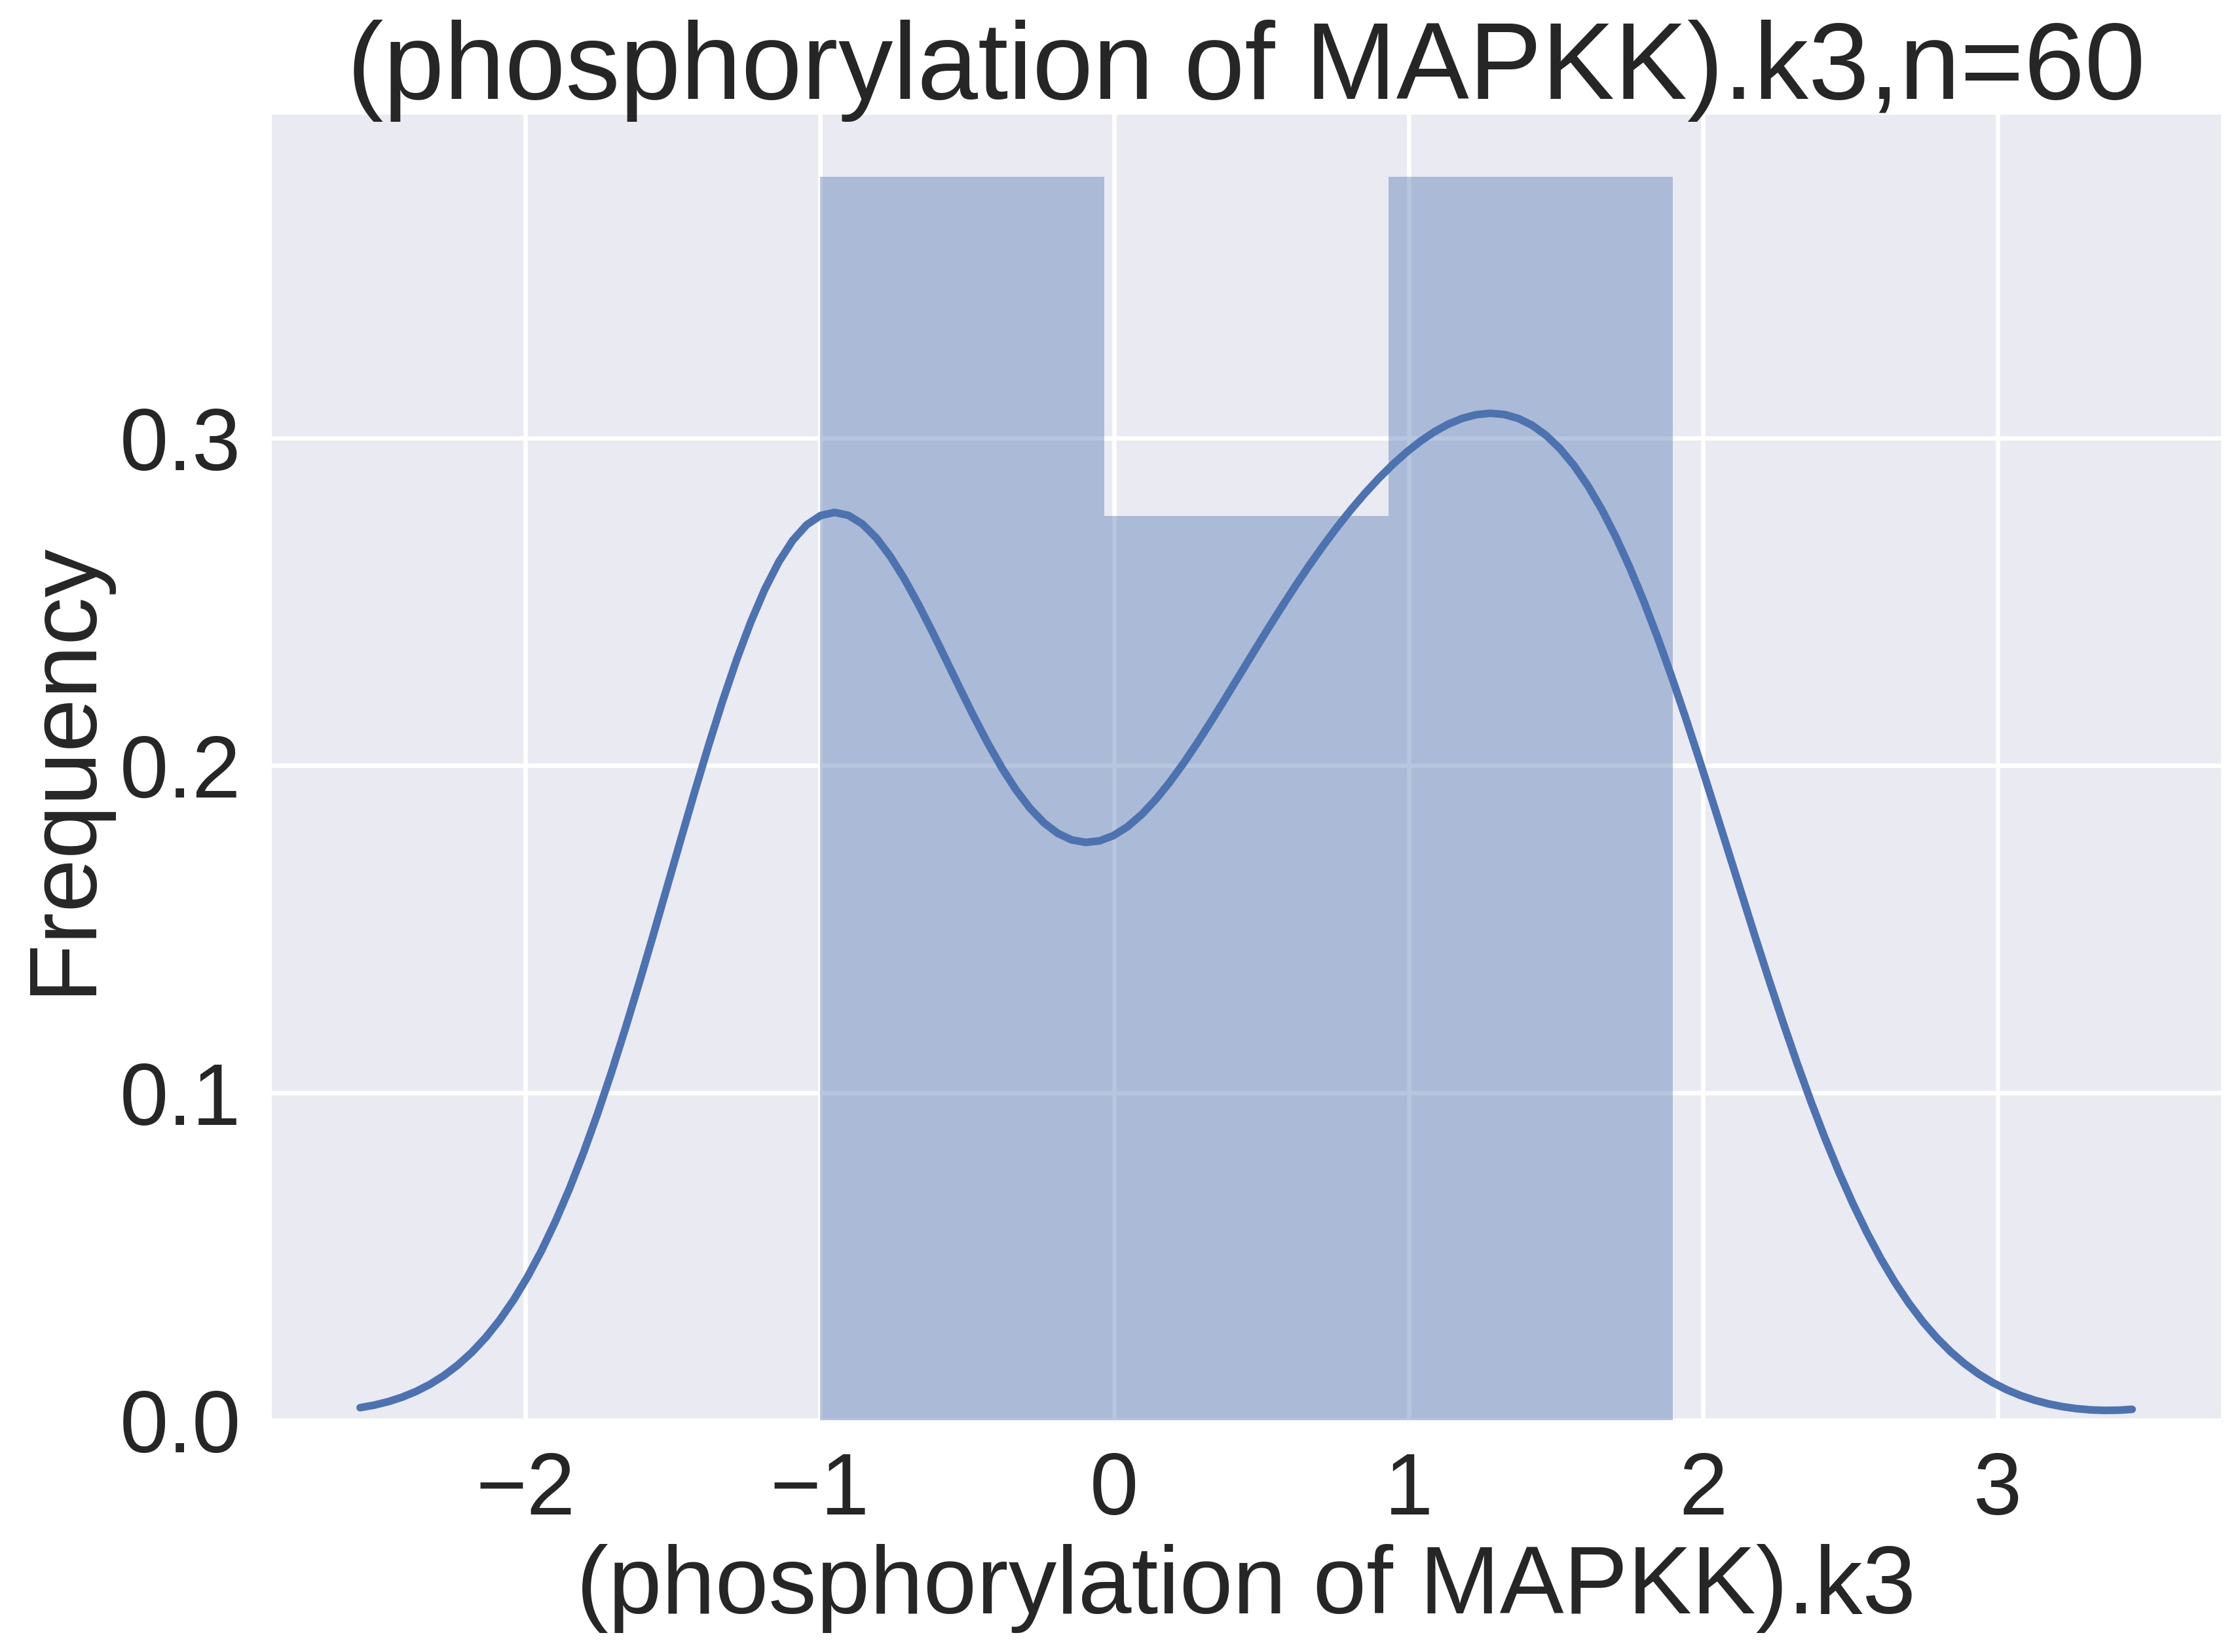 (phosphorylation of MAPKK).k3,n=60
Frequency
0.3
0.2
0.1
0.0
−2 −1 0 1 2 3
(phosphorylation of MAPKK).k3